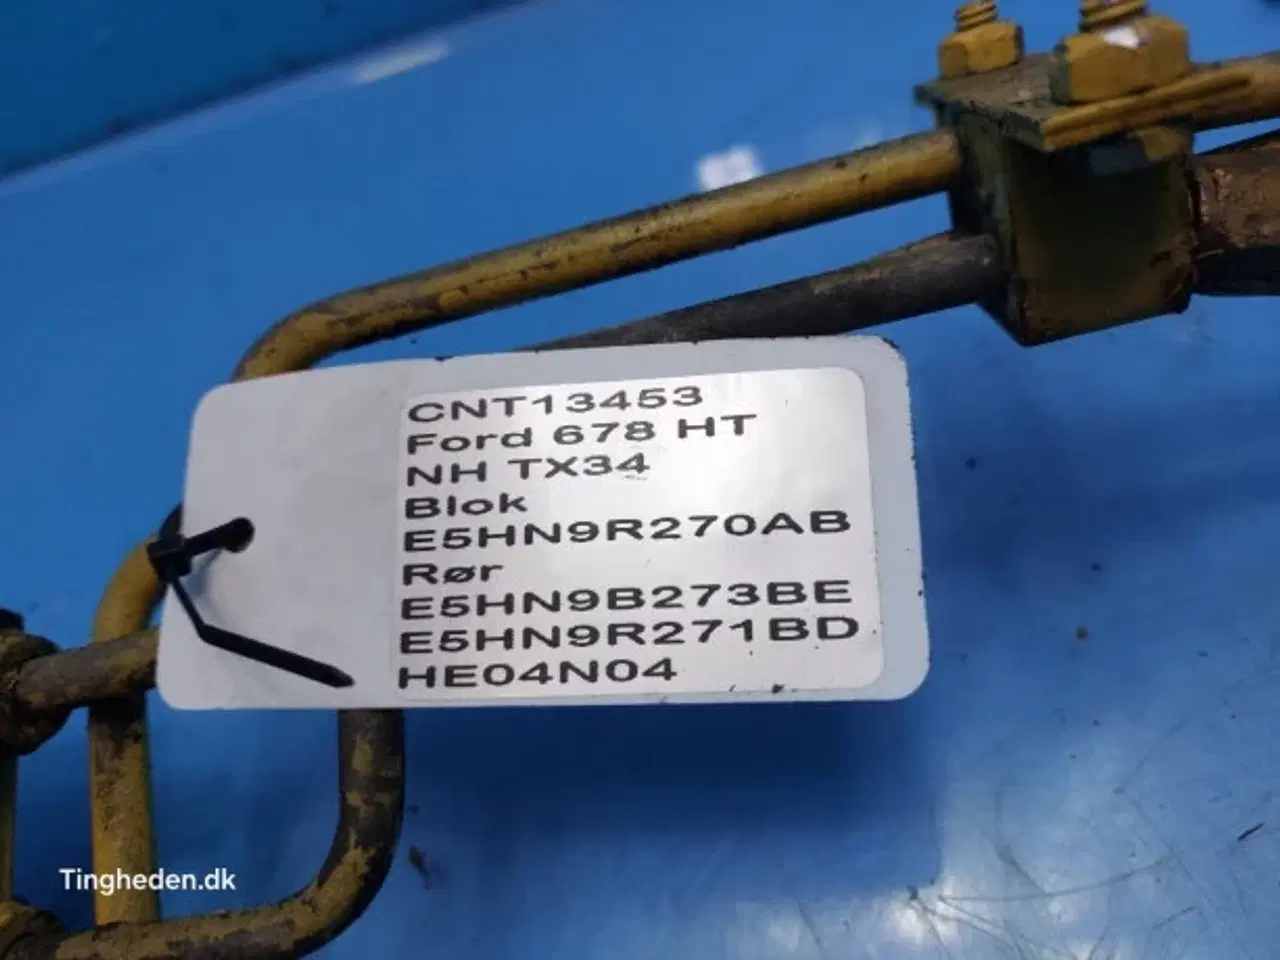 CNT13453
Ford 678 HT
NH TX34
Blok
E5HN9R270AB
Rør
E5HN9B273BE
E5HN9R271BD
HE04N04
Tingheden.dk